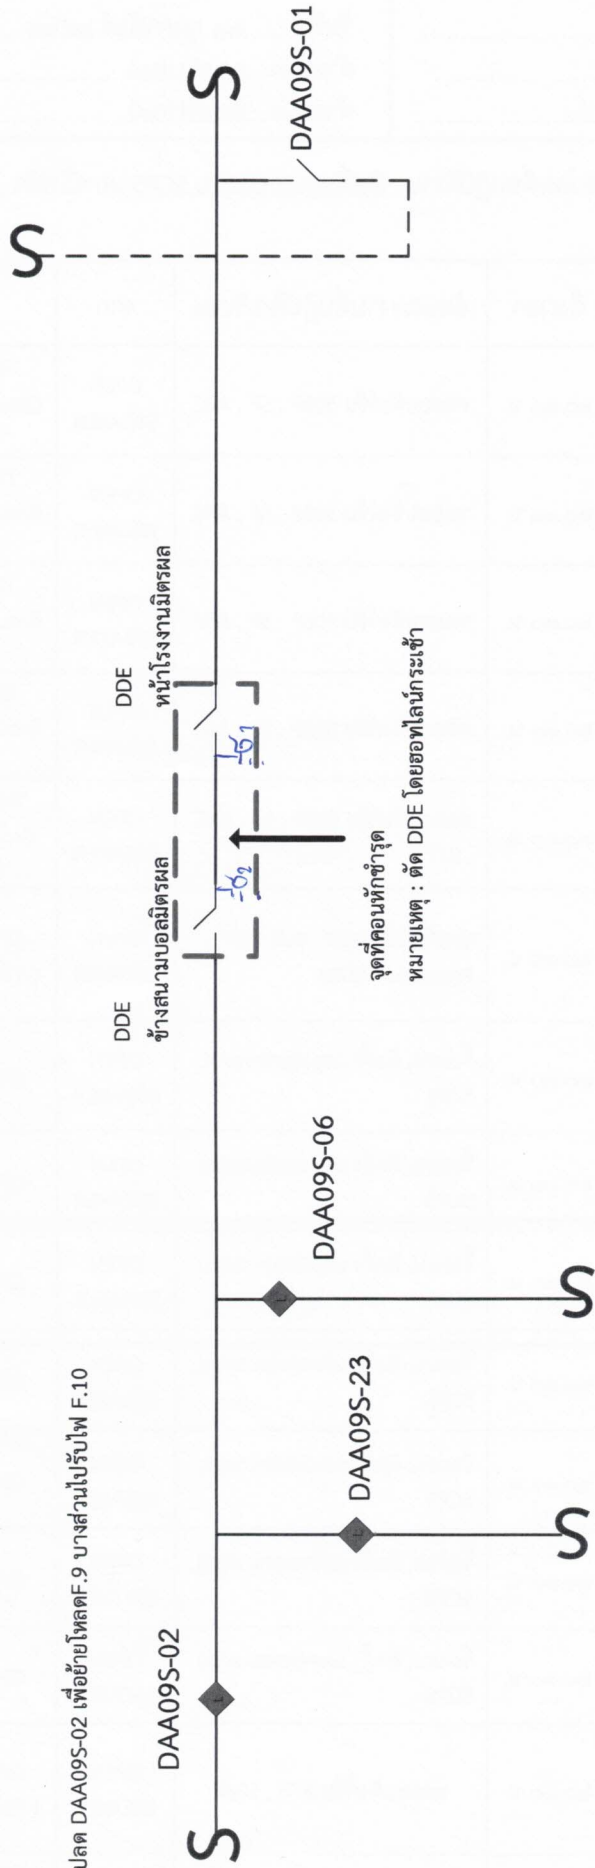 ปลด DAA09S-02 เพื่อย้ายโหลดF.9 บางส่วนไปรับไฟ F.10
DAA09S-02
DAA09S-23
DAA09S-06
DDE
ข้างสนามบอลมิตรผล
DDE
หน้าโรงงานมิตรผล
ช2
ช1
จุดที่คอนหักชำรุด
หมายเหตุ : ตัด DDE โดยฮอทไลน์กระเช้า
DAA09S-01